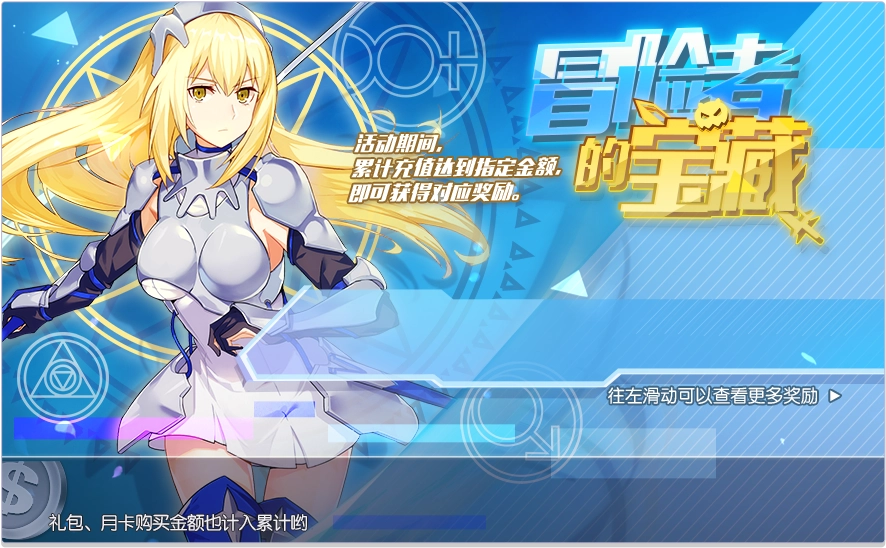 冒险者
的宝藏
活动期间,
累计充值达到指定金额,
即可获得对应奖励。
往左滑动可以查看更多奖励
礼包、月卡购买金额也计入累计哟